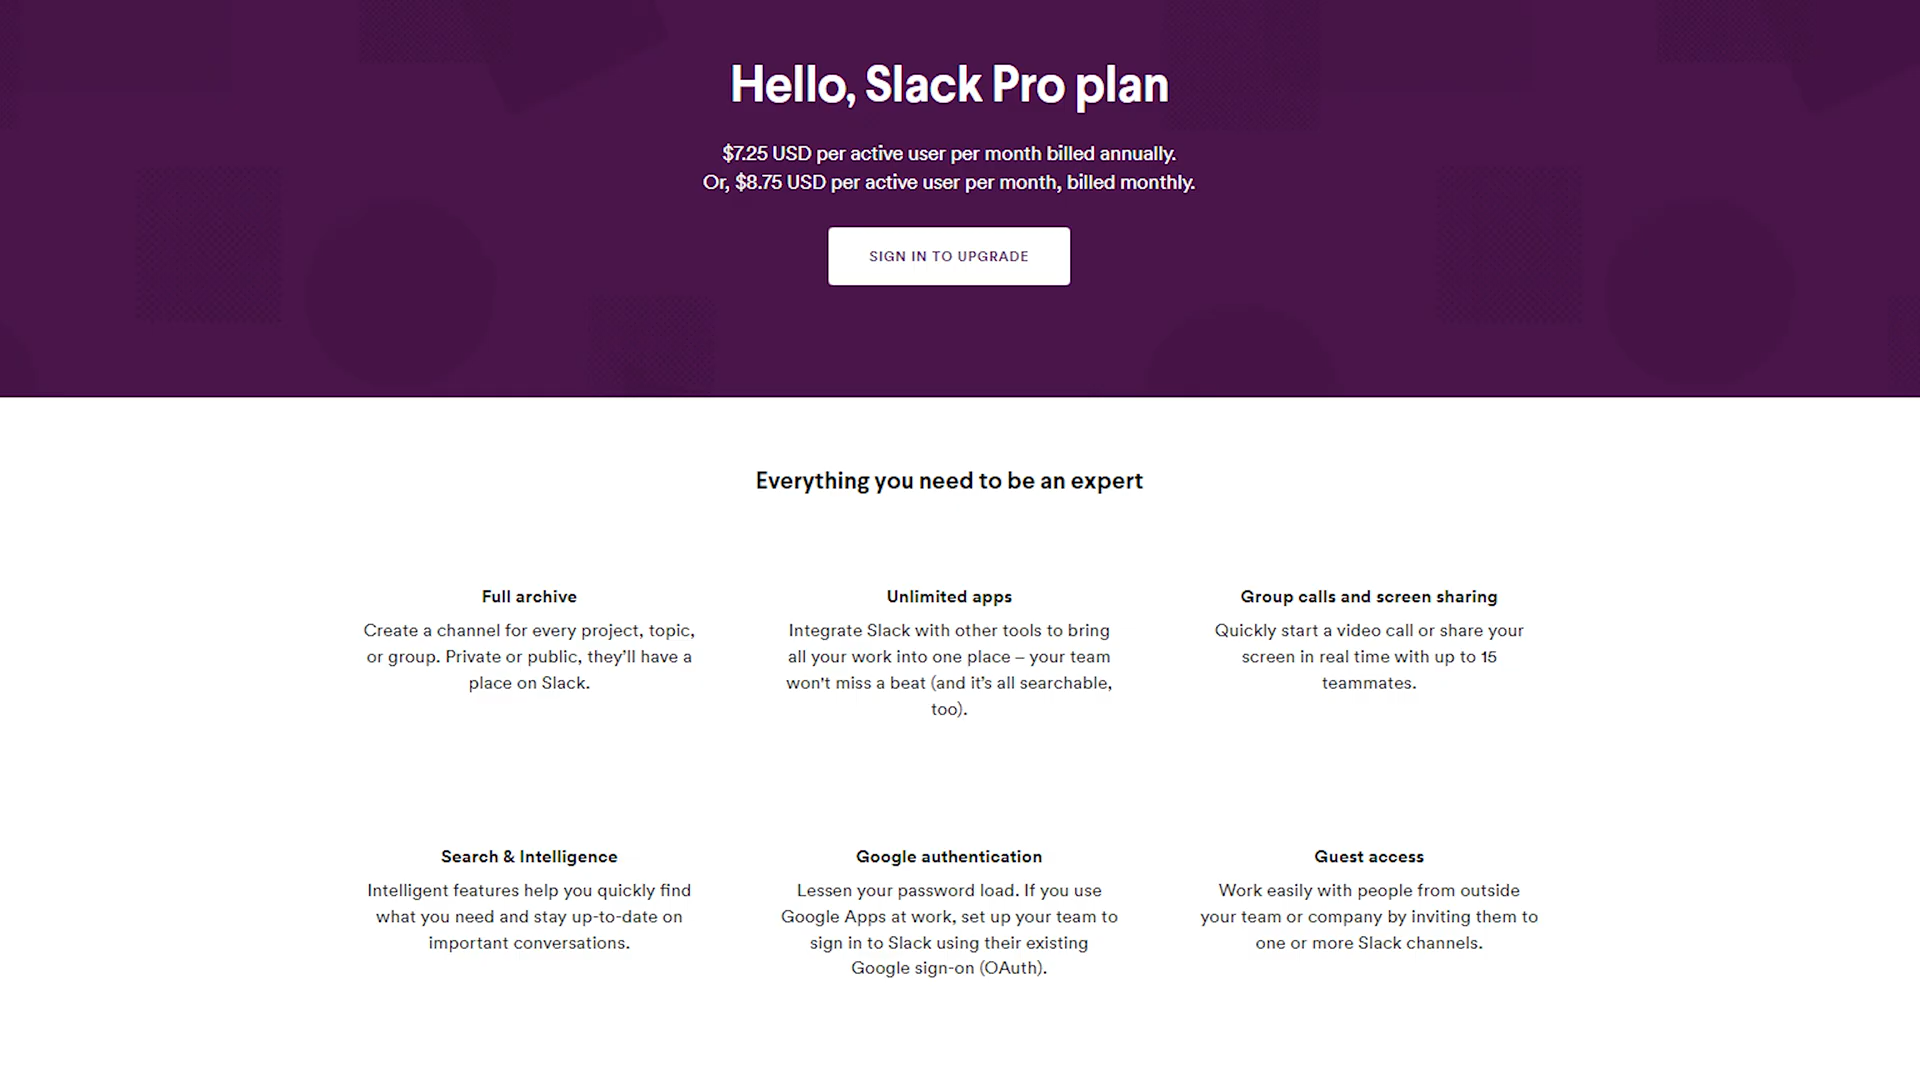 Hello, Slack Pro plan
$7.25 USD per active user per month billed annually.
Or, $8.75 USD per active user per month, billed monthly.
SIGN IN TO UPGRADE
Everything you need to be an expert
Full archive
Create a channel for every project, topic,
or group. Private or public, they’ll have a
place on Slack.
Unlimited apps
Integrate Slack with other tools to bring
all your work into one place – your team
won't miss a beat (and it’s all searchable,
too).
Group calls and screen sharing
Quickly start a video call or share your
screen in real time with up to 15
teammates.
Search & Intelligence
Intelligent features help you quickly find
what you need and stay up-to-date on
important conversations.
Google authentication
Lessen your password load. If you use
Google Apps at work, set up your team to
sign in to Slack using their existing
Google sign-on (OAuth).
Guest access
Work easily with people from outside
your team or company by inviting them to
one or more Slack channels.